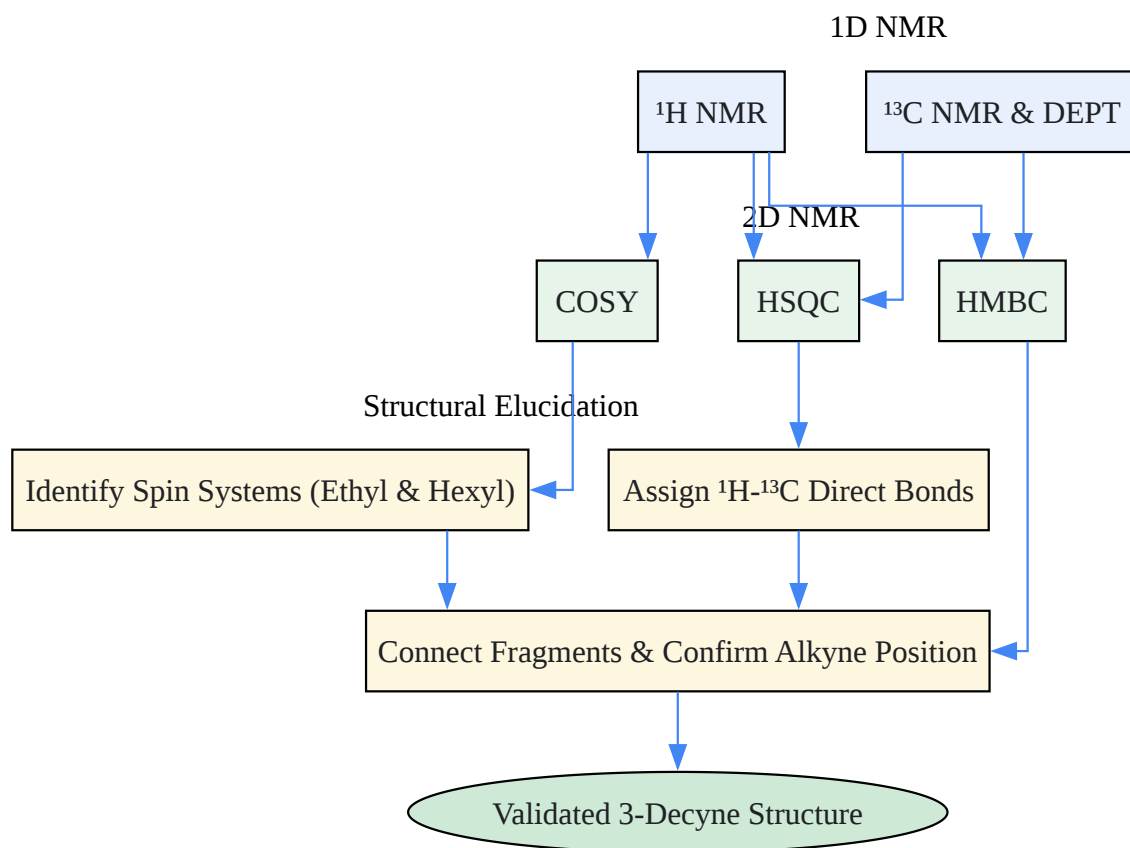 1D NMR
¹H NMR
¹³C NMR & DEPT
2D NMR
COSY
HSQC
HMBC
Structural Elucidation
Identify Spin Systems (Ethyl & Hexyl)
Assign ¹H-¹³C Direct Bonds
Connect Fragments & Confirm Alkyne Position
Validated 3-Decyne Structure